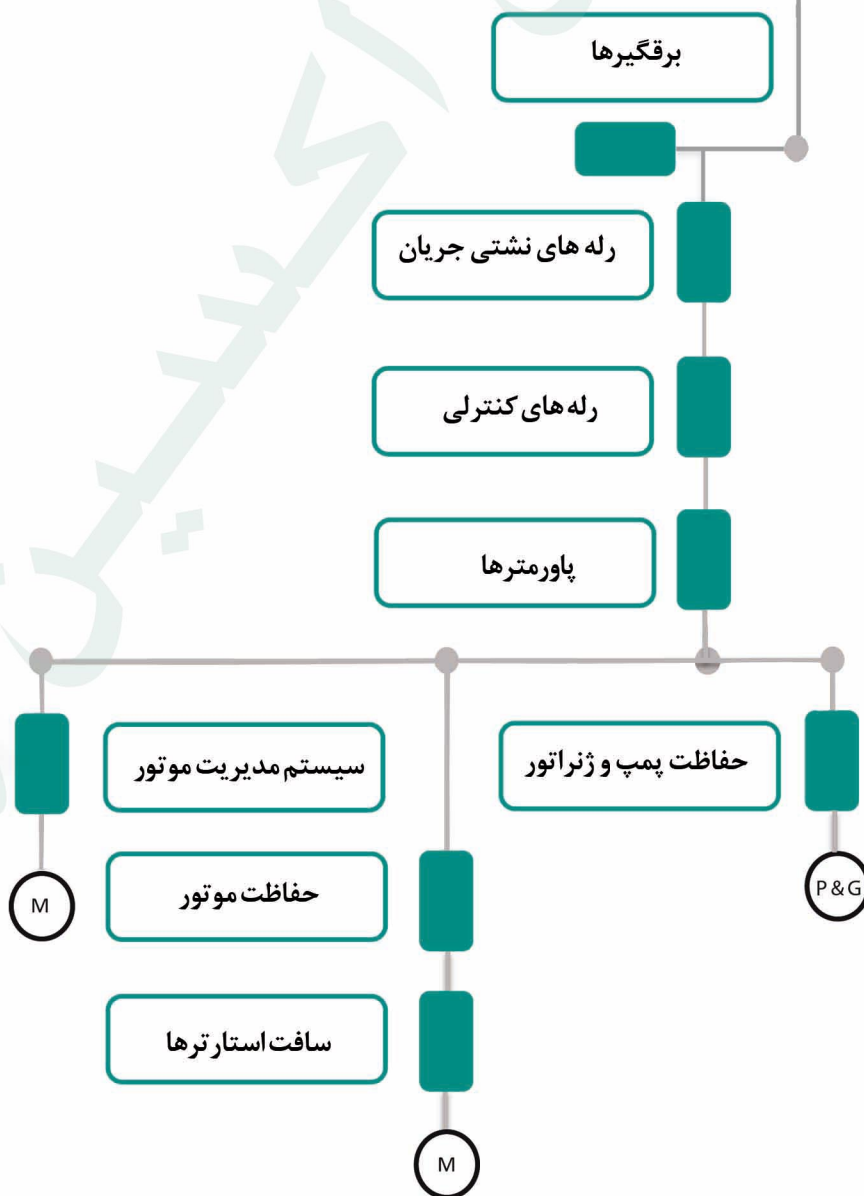 برقگیرها
رله های نشتی جریان
رله های کنترلی
پاورمترها
حفاظت پمپ و ژنراتور
سیستم مدیریت موتور
حفاظت موتور
P & G
M
سافت استارترها
M